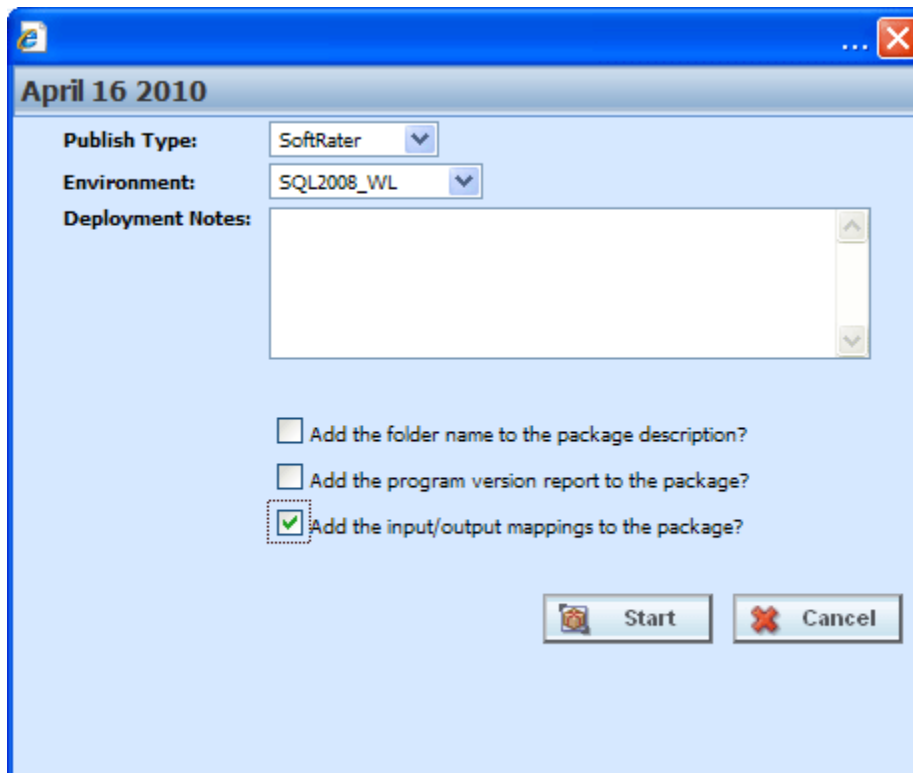 ...
April 16 2010
Publish Type: SoftRater
Environment: SQL2008_WL
Deployment Notes:
Add the folder name to the package description?
Add the program version report to the package?
Add the input/output mappings to the package?
Start Cancel